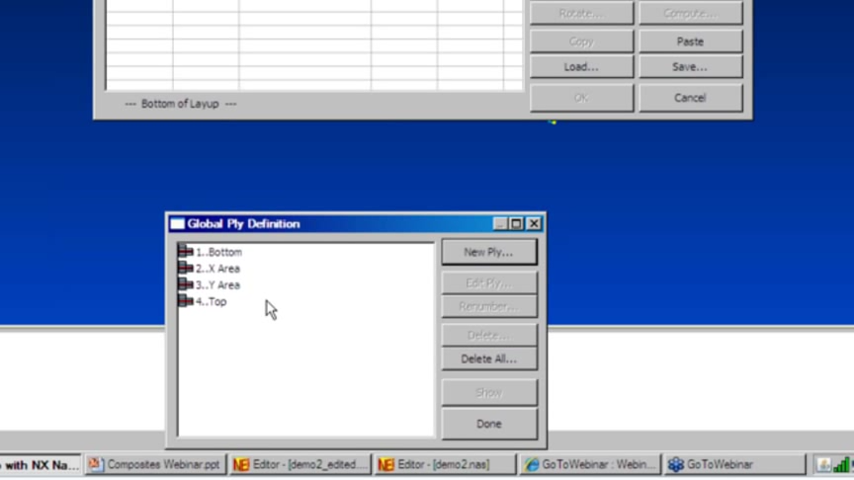 Rotate... Compute...
Copy Paste
Load... Save...
--- Bottom of Layup --- OK Cancel
Global Ply Definition
1..Bottom
2..X Area
3..Y Area
4..Top
New Ply...
Edit Ply...
Renumber...
Delete...
Delete All...
Show
Done
with NX Na... Composites Webinar.ppt Editor - [demo2_edited.... Editor - [demo2.nas] GoToWebinar : Webin... GoToWebinar